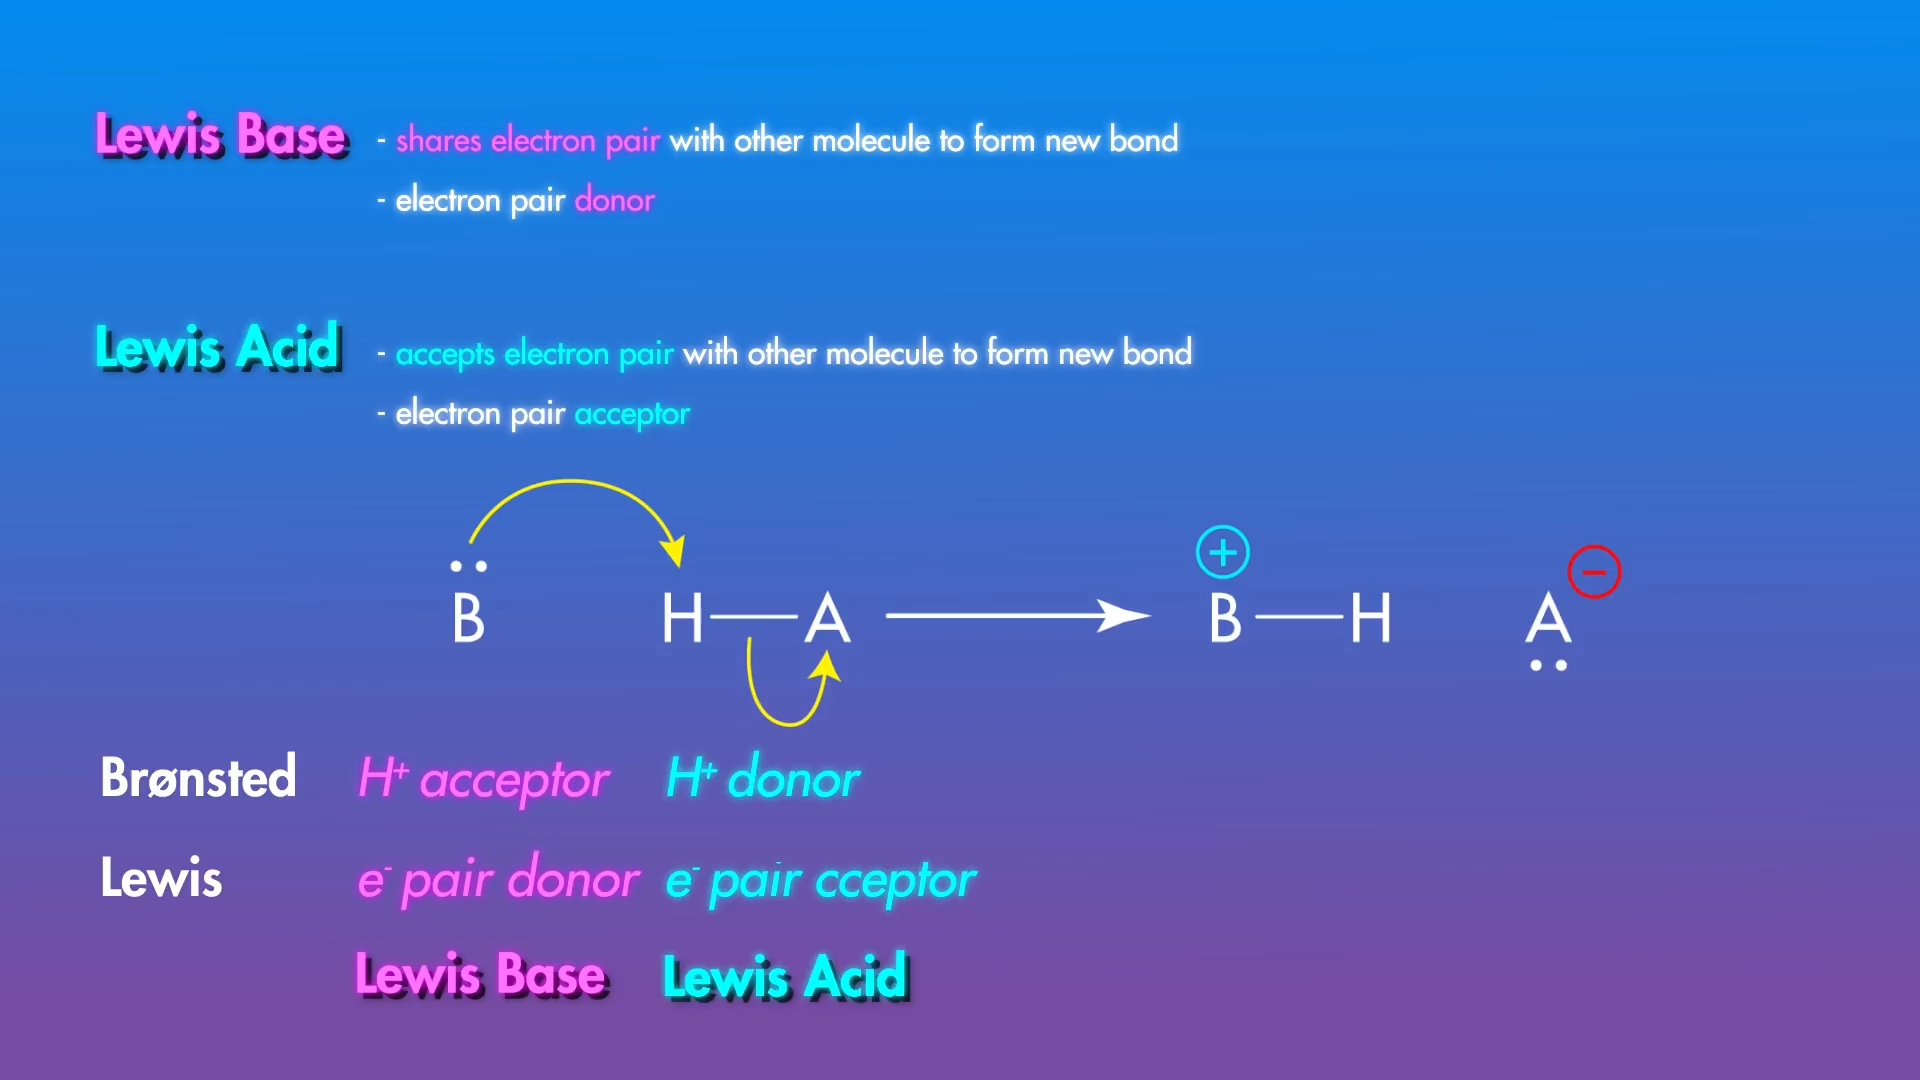 Lewis Base - shares electron pair with other molecule to form new bond
- electron pair donor
Lewis Acid - accepts electron pair with other molecule to form new bond
- electron pair acceptor
B H A B + H A −
Brønsted H⁺ acceptor H⁺ donor
Lewis e⁻ pair donor e⁻ pair cceptor
Lewis Base Lewis Acid